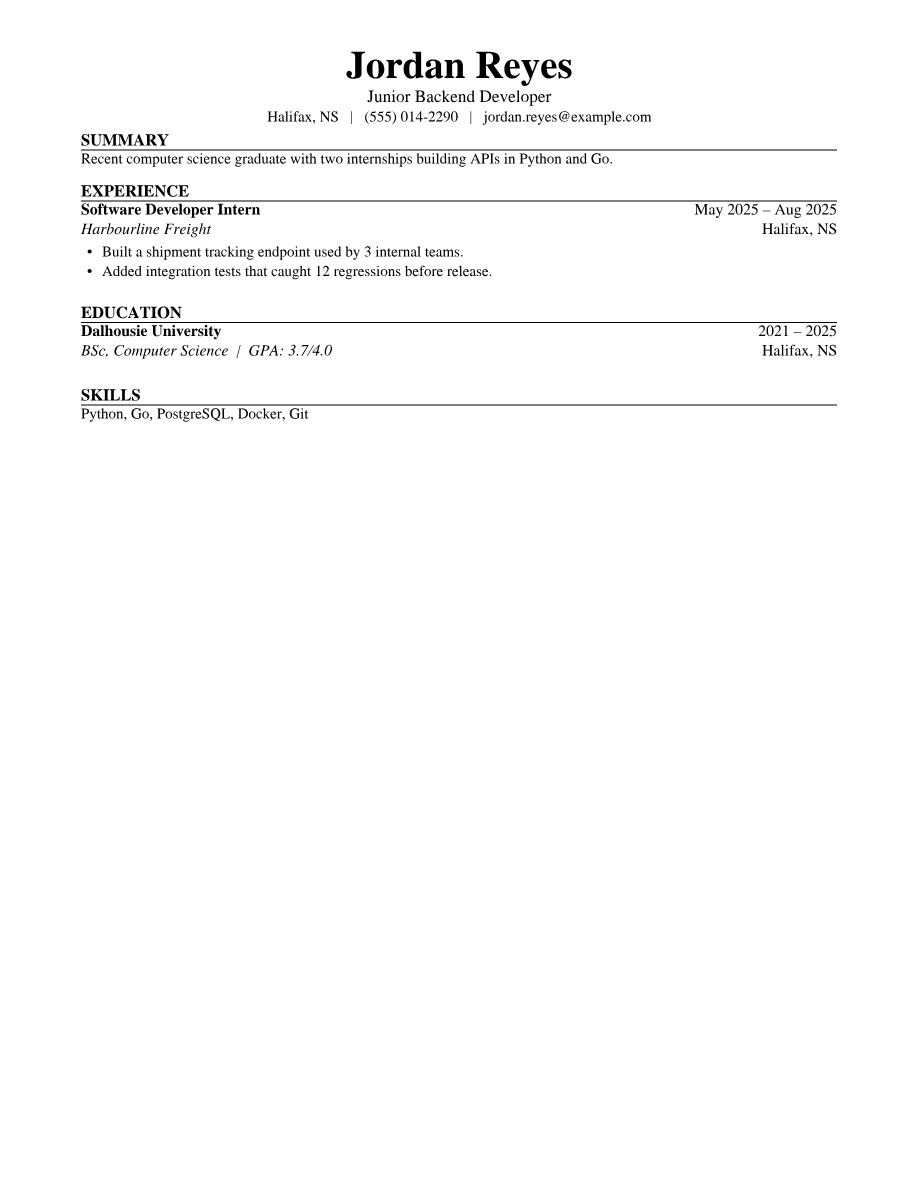 Jordan Reyes
Junior Backend Developer
Halifax, NS | (555) 014-2290 | jordan.reyes@example.com
SUMMARY
Recent computer science graduate with two internships building APIs in Python and Go.
EXPERIENCE
Software Developer Intern May 2025 – Aug 2025
Harbourline Freight Halifax, NS
• Built a shipment tracking endpoint used by 3 internal teams.
• Added integration tests that caught 12 regressions before release.
EDUCATION
Dalhousie University 2021 – 2025
BSc, Computer Science | GPA: 3.7/4.0 Halifax, NS
SKILLS
Python, Go, PostgreSQL, Docker, Git